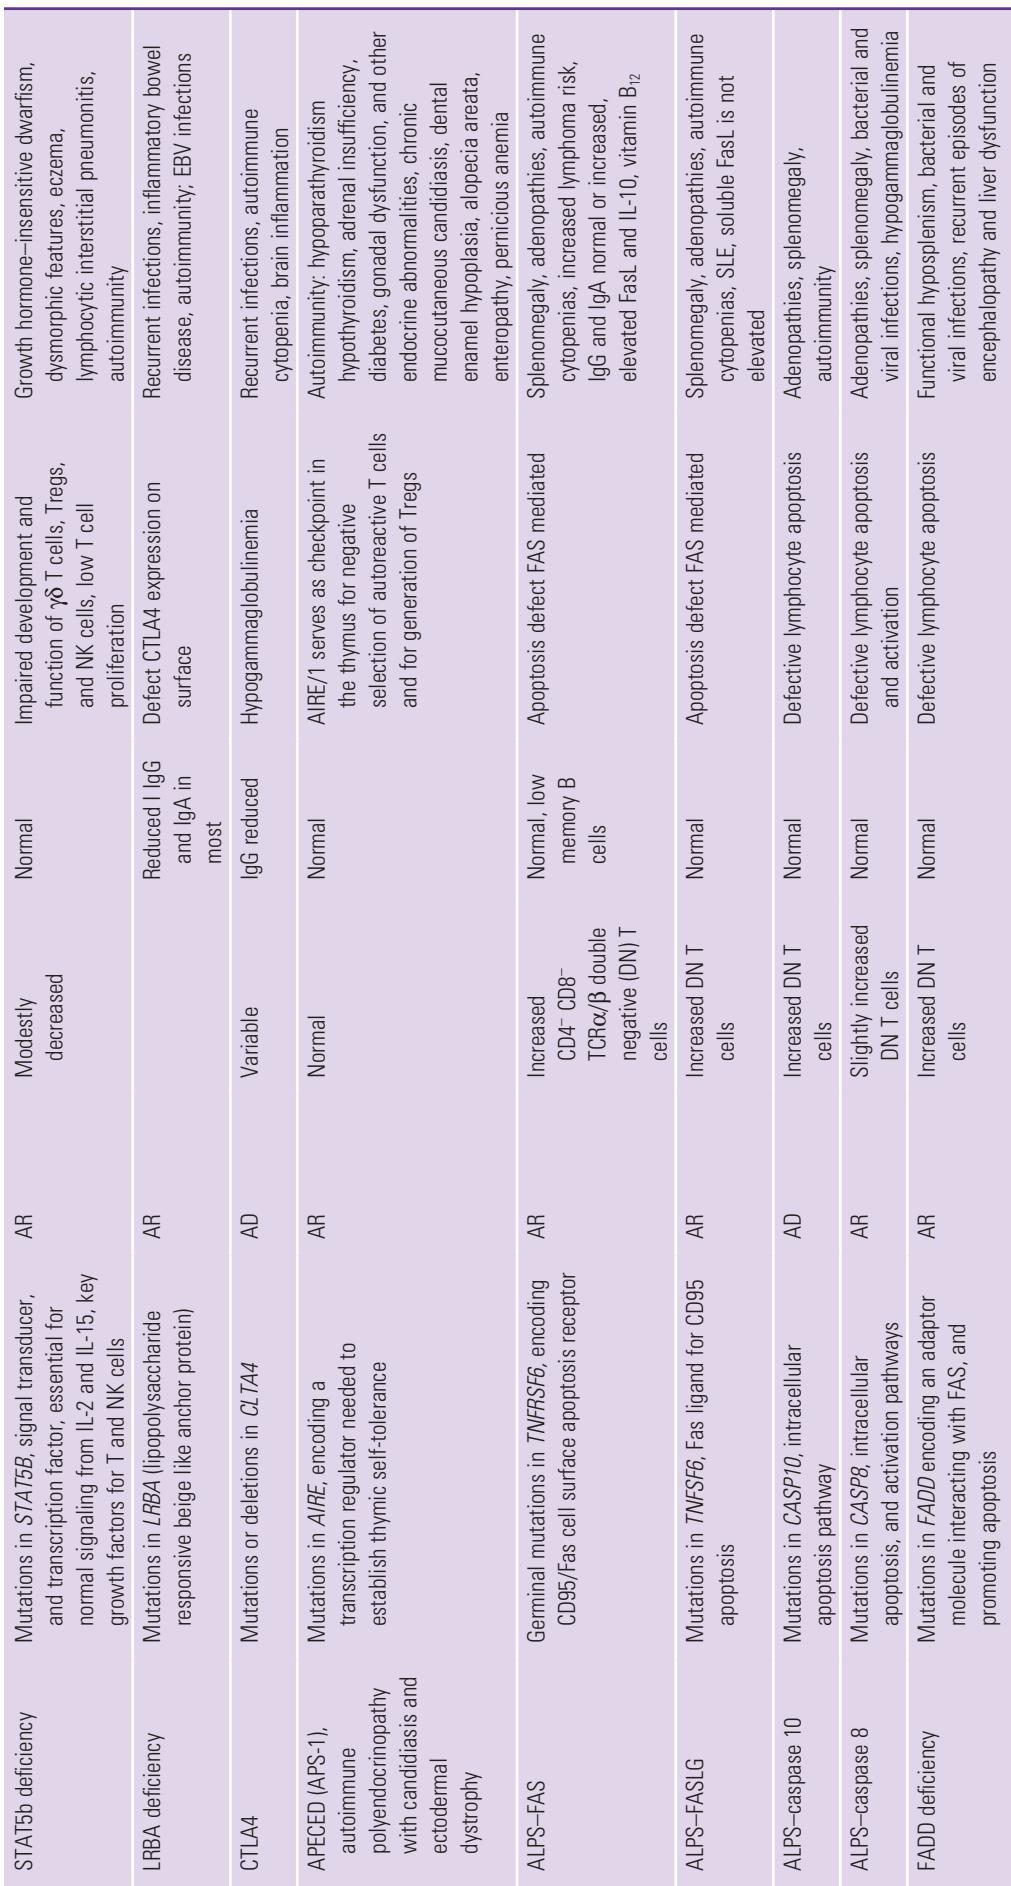 STAT5b deficiency
Mutations in STAT5B, signal transducer,
and transcription factor, essential for
normal signaling from IL-2 and IL-15, key
growth factors for T and NK cells
AR
Modestly
decreased
Normal
Impaired development and
function of γδ T cells, Tregs,
and NK cells, low T cell
proliferation
Growth hormone–insensitive dwarfism,
dysmorphic features, eczema,
lymphocytic interstitial pneumonitis,
autoimmunity
LRBA deficiency
Mutations in LRBA (lipopolysaccharide
responsive beige like anchor protein)
AR
Reduced I IgG
and IgA in
most
Defect CTLA4 expression on
surface
Recurrent infections, inflammatory bowel
disease, autoimmunity; EBV infections
CTLA4
Mutations or deletions in CLTA4
AD
Variable
IgG reduced
Hypogammaglobulinemia
Recurrent infections, autoimmune
cytopenia, brain inflammation
APECED (APS-1),
autoimmune
polyendocrinopathy
with candidiasis and
ectodermal
dystrophy
Mutations in AIRE, encoding a
transcription regulator needed to
establish thymic self-tolerance
AR
Normal
Normal
AIRE/1 serves as checkpoint in
the thymus for negative
selection of autoreactive T cells
and for generation of Tregs
Autoimmunity: hypoparathyroidism
hypothyroidism, adrenal insufficiency,
diabetes, gonadal dysfunction, and other
endocrine abnormalities, chronic
mucocutaneous candidiasis, dental
enamel hypoplasia, alopecia areata,
enteropathy, pernicious anemia
ALPS–FAS
Germinal mutations in TNFRSF6, encoding
CD95/Fas cell surface apoptosis receptor
AR
Increased
CD4⁻ CD8⁻
TCRα/β double
negative (DN) T
cells
Normal, low
memory B
cells
Apoptosis defect FAS mediated
Splenomegaly, adenopathies, autoimmune
cytopenias, increased lymphoma risk,
IgG and IgA normal or increased,
elevated FasL and IL-10, vitamin B₁₂
ALPS–FASLG
Mutations in TNFSF6, Fas ligand for CD95
apoptosis
AR
Increased DN T
cells
Normal
Apoptosis defect FAS mediated
Splenomegaly, adenopathies, autoimmune
cytopenias, SLE, soluble FasL is not
elevated
ALPS–caspase 10
Mutations in CASP10, intracellular
apoptosis pathway
AD
Increased DN T
cells
Normal
Defective lymphocyte apoptosis
Adenopathies, splenomegaly,
autoimmunity
ALPS–caspase 8
Mutations in CASP8, intracellular
apoptosis, and activation pathways
AR
Slightly increased
DN T cells
Normal
Defective lymphocyte apoptosis
and activation
Adenopathies, splenomegaly, bacterial and
viral infections, hypogammaglobulinemia
FADD deficiency
Mutations in FADD encoding an adaptor
molecule interacting with FAS, and
promoting apoptosis
AR
Increased DN T
cells
Normal
Defective lymphocyte apoptosis
Functional hyposplenism, bacterial and
viral infections, recurrent episodes of
encephalopathy and liver dysfunction